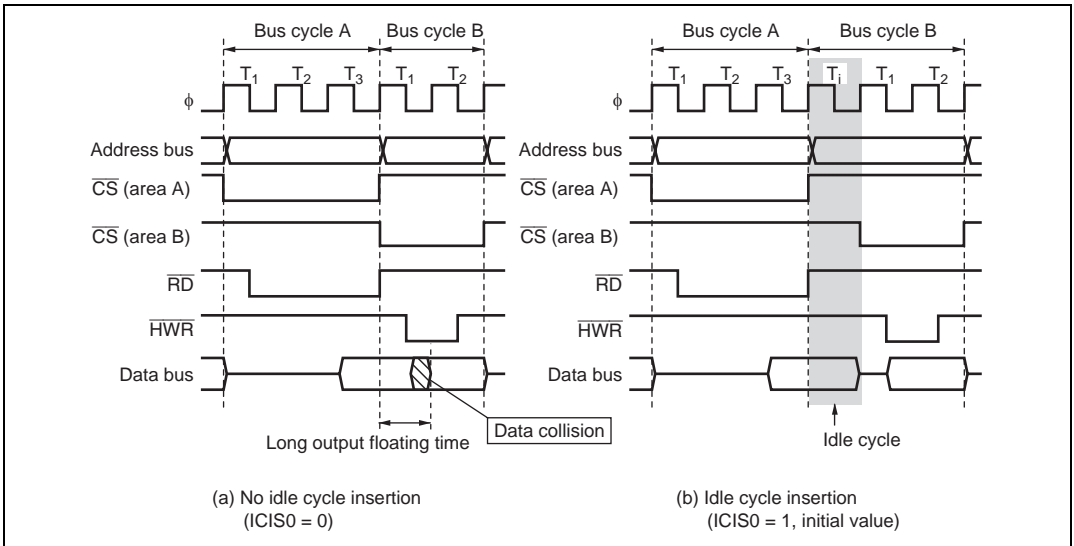 Bus cycle A
Bus cycle B
T1 T2 T3 T1 T2
ϕ
Address bus
CS (area A)
CS (area B)
RD
HWR
Data bus
Long output floating time
Data collision
(a) No idle cycle insertion
(ICIS0 = 0)
Bus cycle A
Bus cycle B
T1 T2 T3 Ti T1 T2
ϕ
Address bus
CS (area A)
CS (area B)
RD
HWR
Data bus
Idle cycle
(b) Idle cycle insertion
(ICIS0 = 1, initial value)